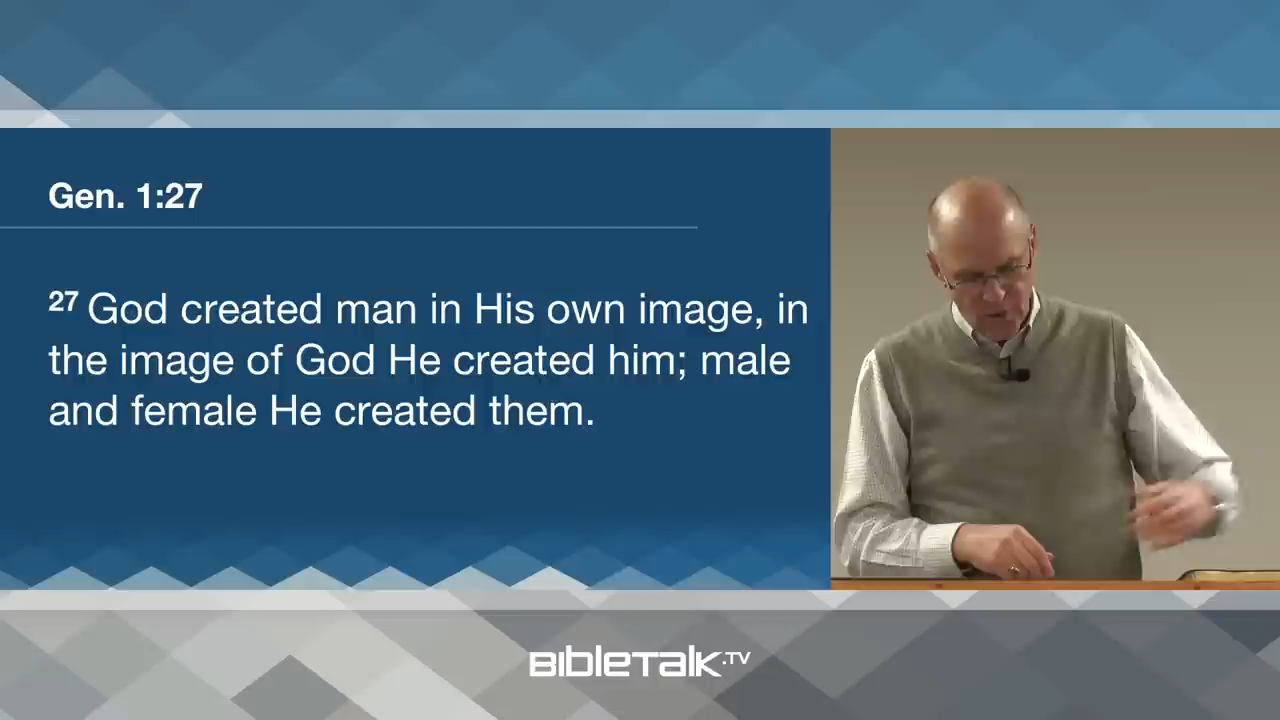 Gen. 1:27
27 God created man in His own image, in
the image of God He created him; male
and female He created them.
BIBLETALK.TV